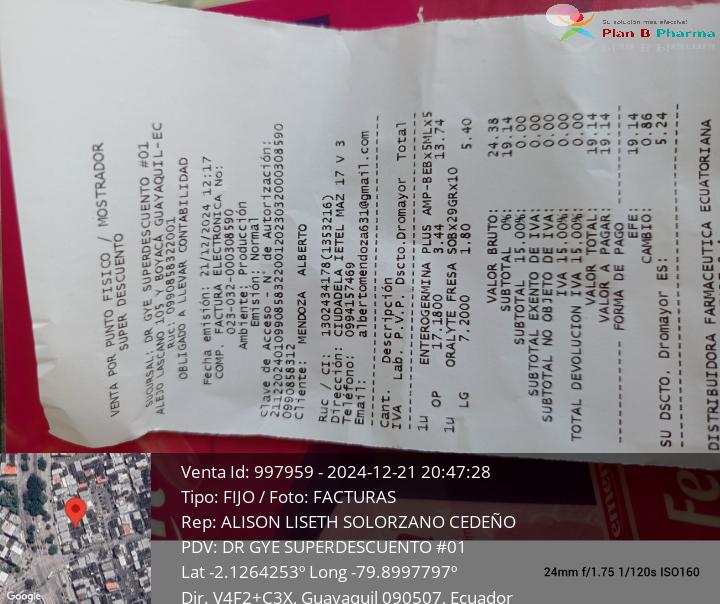 Su solución más efectiva!
Plan B Pharma
VENTA POR PUNTO FISICO / MOSTRADOR
SUPER DESCUENTO
SUCURSAL: DR GYE SUPERDESCUENTO #01
ALEJO LASCANO 105 Y BOYACA GUAYAQUIL-EC
Ruc: 0990858322001
OBLIGADO A LLEVAR CONTABILIDAD
Fecha emisión: 21/12/2024 12:17
COMP. FACTURA ELECTRONICA No:
023-032-000308590
Ambiente: Producción
Emisión: Normal
Clave de Acceso - N° de Autorización:
0990858312
Cliente: MENDOZA ALBERTO
Ruc / CI: 1302434178(1353216)
Dirección: CIUDADELA IETEL MAZ 17 V 3
Teléfono: 0994157469
Email: albertomendoza631@gmail.com
Cant. Descripción
IVA Lab. P.V.P. Dscto.Dromayor Total
1u ENTEROGERMINA PLUS AMP-BEBx5MLx5
OP 17.1800 3.44 13.74
1u ORALYTE FRESA SOBx29GRx10
LG 7.2000 1.80 5.40
VALOR BRUTO: 24.38
SUBTOTAL 0%: 19.14
SUBTOTAL 15.00%: 0.00
SUBTOTAL EXENTO DE IVA: 0.00
SUBTOTAL NO OBJETO DE IVA: 0.00
IVA 15.00%: 0.00
TOTAL DEVOLUCION IVA 15.00%: 0.00
VALOR TOTAL: 19.14
VALOR A PAGAR: 19.14
FORMA DE PAGO
EFE: 19.14
CAMBIO: 0.86
SU DSCTO. Dromayor ES: 5.24
DISTRIBUIDORA FARMACEUTICA ECUATORIANA
Venta Id: 997959 - 2024-12-21 20:47:28
Tipo: FIJO / Foto: FACTURAS
Rep: ALISON LISETH SOLORZANO CEDEÑO
PDV: DR GYE SUPERDESCUENTO #01
Lat -2.1264253º Long -79.8997797º
Dir. V4F2+C3X, Guayaquil 090507, Ecuador
24mm f/1.75 1/120s ISO160
Google